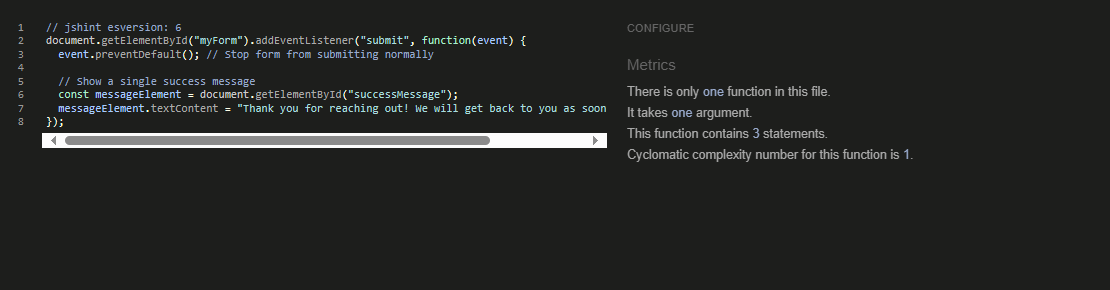 1 // jshint esversion: 6
2 document.getElementById("myForm").addEventListener("submit", function(event) {
3 event.preventDefault(); // Stop form from submitting normally
4
5 // Show a single success message
6 const messageElement = document.getElementById("successMessage");
7 messageElement.textContent = "Thank you for reaching out! We will get back to you as soon
8 });
CONFIGURE
Metrics
There is only one function in this file.
It takes one argument.
This function contains 3 statements.
Cyclomatic complexity number for this function is 1.